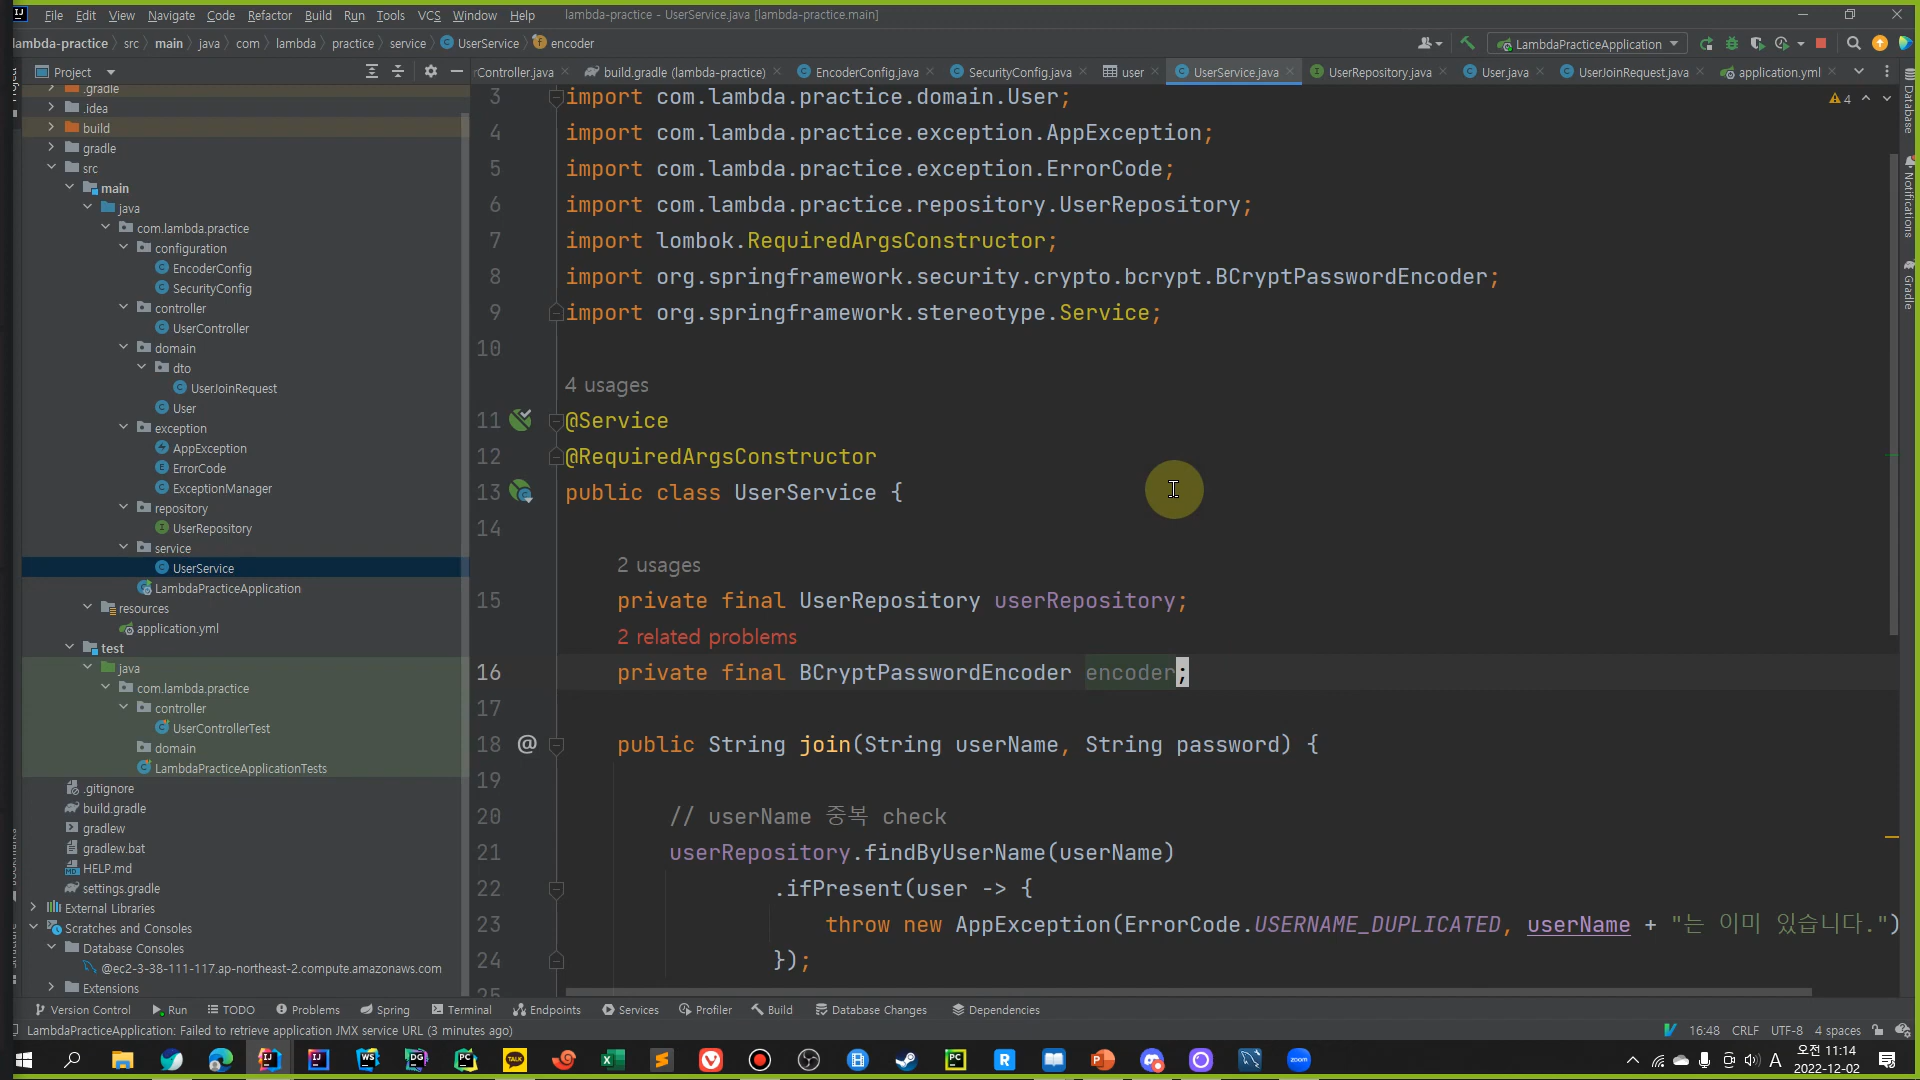 File Edit View Navigate Code Refactor Build Run Tools VCS Window Help lambda-practice - UserService.java [lambda-practice.main]
lambda-practice src main java com lambda practice service UserService encoder LambdaPracticeApplication
Project rController.java build.gradle (lambda-practice) EncoderConfig.java SecurityConfig.java user UserService.java UserRepository.java User.java UserJoinRequest.java application.yml
.gradle
.idea
build
gradle
src
main
java
com.lambda.practice
configuration
EncoderConfig
SecurityConfig
controller
UserController
domain
dto
UserJoinRequest
User
exception
AppException
ErrorCode
ExceptionManager
repository
UserRepository
service
UserService
LambdaPracticeApplication
resources
application.yml
test
java
com.lambda.practice
controller
UserControllerTest
domain
LambdaPracticeApplicationTests
.gitignore
build.gradle
gradlew
gradlew.bat
HELP.md
settings.gradle
External Libraries
Scratches and Consoles
Database Consoles
@ec2-3-38-111-117.ap-northeast-2.compute.amazonaws.com
Extensions
3 import com.lambda.practice.domain.User;
4 import com.lambda.practice.exception.AppException;
5 import com.lambda.practice.exception.ErrorCode;
6 import com.lambda.practice.repository.UserRepository;
7 import lombok.RequiredArgsConstructor;
8 import org.springframework.security.crypto.bcrypt.BCryptPasswordEncoder;
9 import org.springframework.stereotype.Service;
10
4 usages
11 @Service
12 @RequiredArgsConstructor
13 public class UserService {
14
2 usages
15 private final UserRepository userRepository;
2 related problems
16 private final BCryptPasswordEncoder encoder;
17
18 @ public String join(String userName, String password) {
19
20 // userName 중복 check
21 userRepository.findByUserName(userName)
22 .ifPresent(user -> {
23 throw new AppException(ErrorCode.USERNAME_DUPLICATED, userName + "는 이미 있습니다.")
24 });
25
4
Database
Notifications
Gradle
Version Control Run TODO Problems Spring Terminal Endpoints Services Profiler Build Database Changes Dependencies
LambdaPracticeApplication: Failed to retrieve application JMX service URL (3 minutes ago) 16:48 CRLF UTF-8 4 spaces
A 오전 11:14
2022-12-02